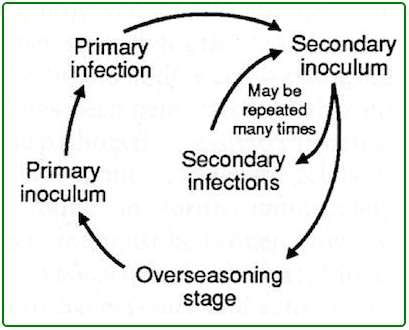 Primary
infection
Secondary
inoculum
May be
repeated
many times
Secondary
infections
Primary
inoculum
Overseasoning
stage